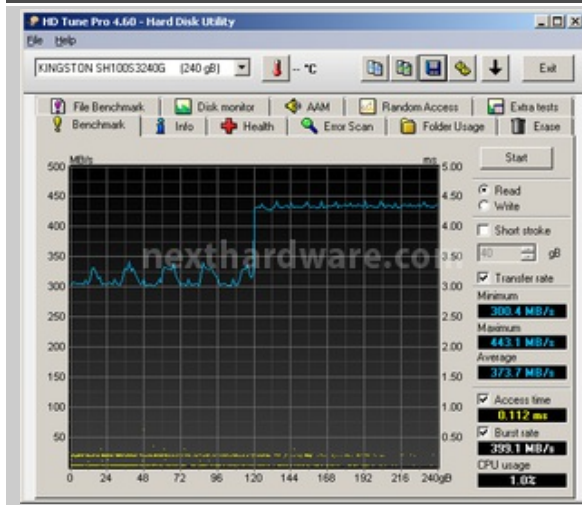 HD Tune Pro 4.60 - Hard Disk Utility
File Help
KINGSTON SH100S3240G (240 gB) -- °C Exit
File Benchmark Disk monitor AAM Random Access Extra tests
Benchmark Info Health Error Scan Folder Usage Erase
MB/s ms Start
500 5.00
450 4.50
400 4.00
350 3.50
300 3.00
250 2.50
200 2.00
150 1.50
100 1.00
50 0.50
0 24 48 72 96 120 144 168 192 216 240gB
nexthardware.com
Read
Write
Short stroke
40 gB
Transfer rate
Minimum
300.4 MB/s
Maximum
443.1 MB/s
Average
373.7 MB/s
Access time
0.112 ms
Burst rate
399.1 MB/s
CPU usage
1.0%